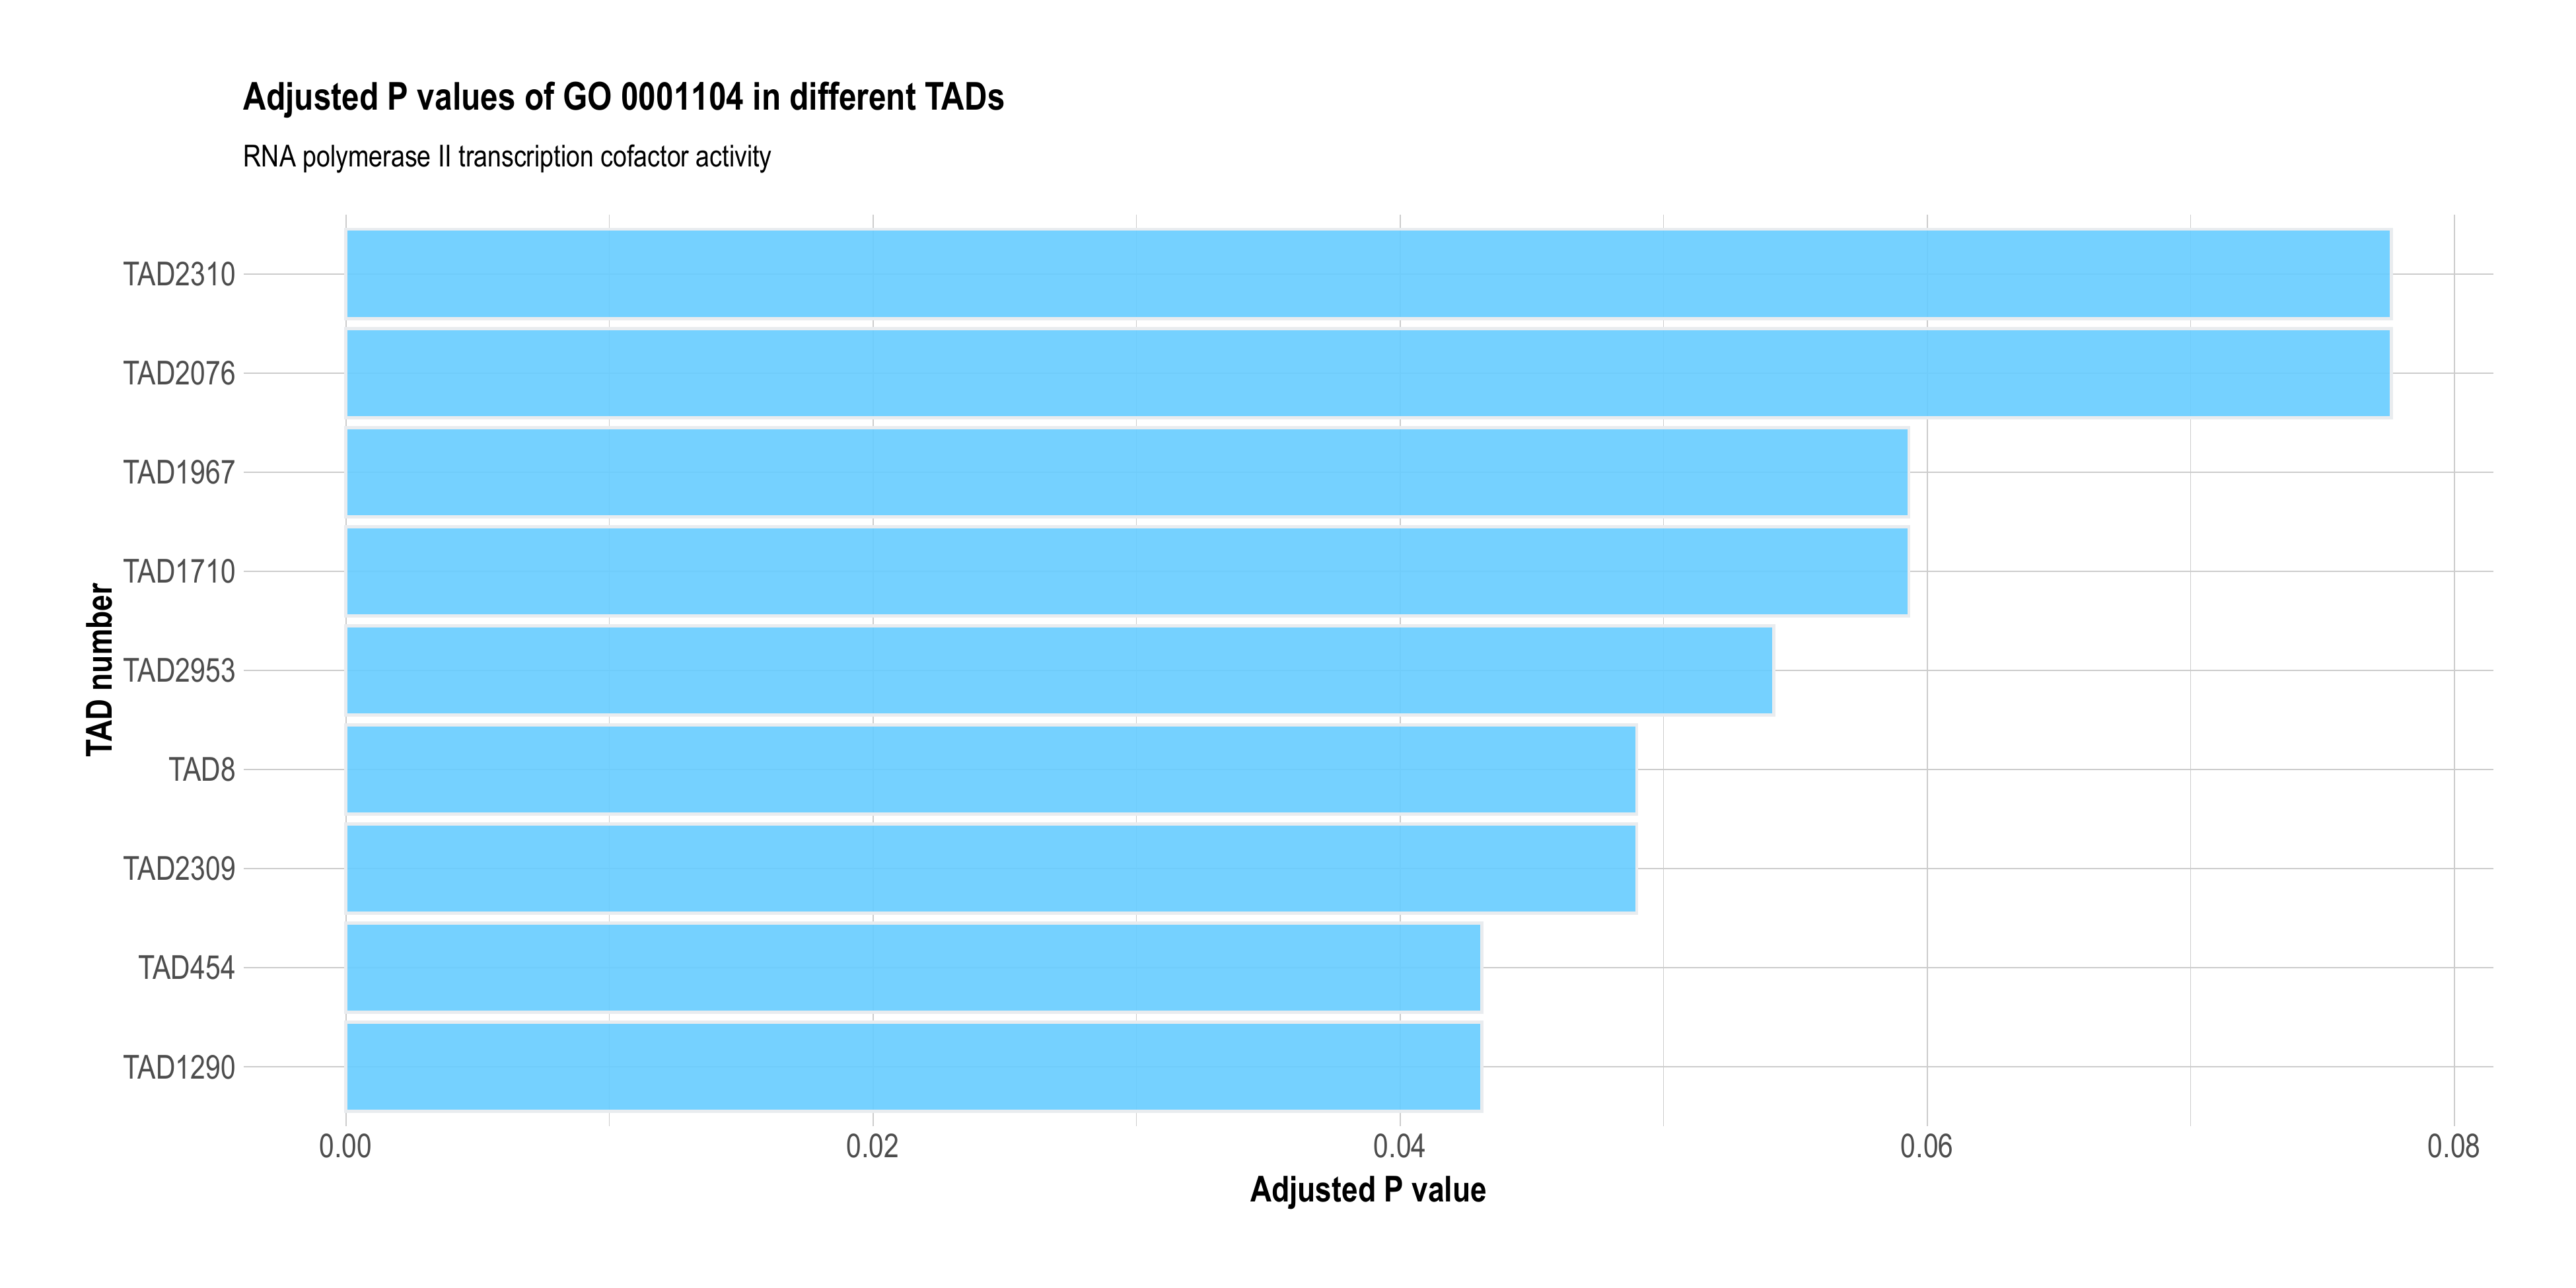 Adjusted P values of GO 0001104 in different TADs
RNA polymerase II transcription cofactor activity
TAD number
TAD2310
TAD2076
TAD1967
TAD1710
TAD2953
TAD8
TAD2309
TAD454
TAD1290
0.00 0.02 0.04 0.06 0.08
Adjusted P value